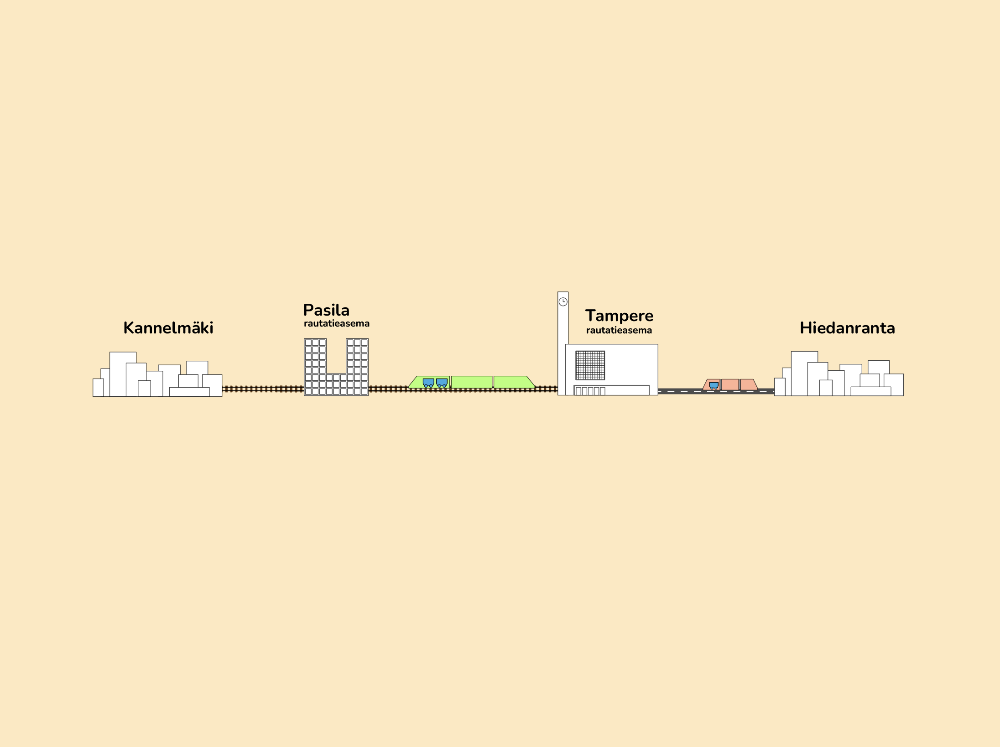 Kannelmäki
Pasila
rautatieasema
Tampere
rautatieasema
Hiedanranta